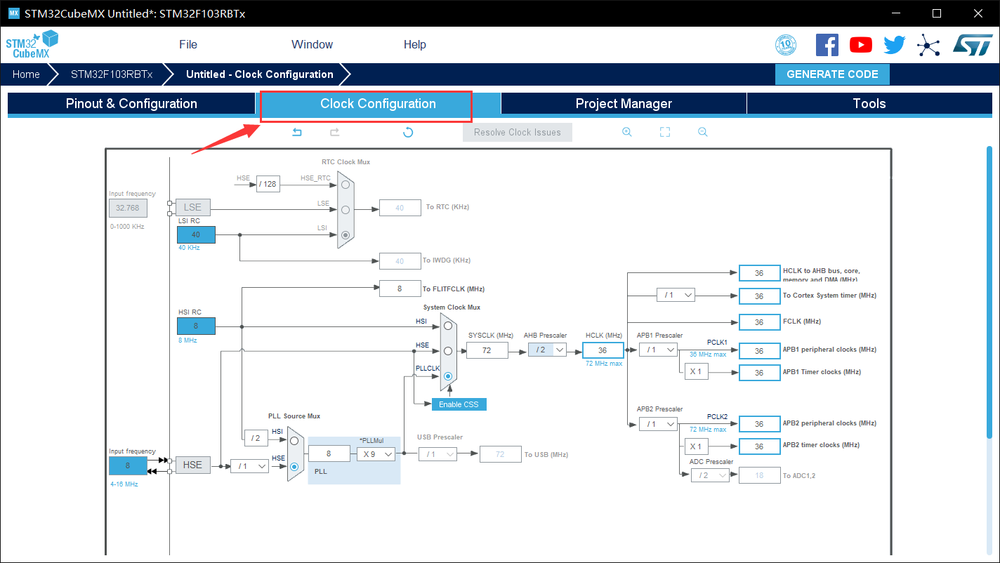 MX STM32CubeMX Untitled*: STM32F103RBTx
STM32
CubeMX
File Window Help
10
ST
Home STM32F103RBTx Untitled - Clock Configuration GENERATE CODE
Pinout & Configuration Clock Configuration Project Manager Tools
Resolve Clock Issues
RTC Clock Mux
HSE / 128 HSE_RTC
Input frequency
32.768 LSE LSE 40 To RTC (KHz)
0-1000 KHz
LSI RC
40 LSI
40 KHz
40 To IWDG (KHz)
8 To FLITFCLK (MHz)
36 HCLK to AHB bus, core,
memory and DMA (MHz)
/ 1 36 To Cortex System timer (MHz)
System Clock Mux
HSI RC
8 HSI
8 MHz
36 FCLK (MHz)
HSE SYSCLK (MHz) AHB Prescaler HCLK (MHz) APB1 Prescaler
72 / 2 36 / 1 PCLK1 36 APB1 peripheral clocks (MHz)
72 MHz max 36 MHz max
PLLCLK
X 1 36 APB1 Timer clocks (MHz)
Enable CSS
APB2 Prescaler
/ 1 PCLK2 36 APB2 peripheral clocks (MHz)
72 MHz max
PLL Source Mux
/ 2 HSI
X 1 36 APB2 timer clocks (MHz)
Input frequency
8 HSE / 1 HSE 8 *PLLMul X 9 USB Prescaler / 1 72 To USB (MHz)
4-16 MHz
PLL
ADC Prescaler
/ 2 18 To ADC1,2